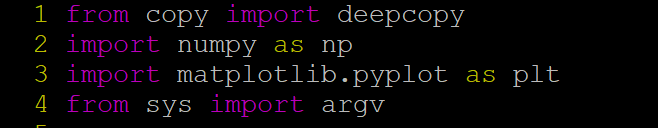 1 from copy import deepcopy
2 import numpy as np
3 import matplotlib.pyplot as plt
4 from sys import argv